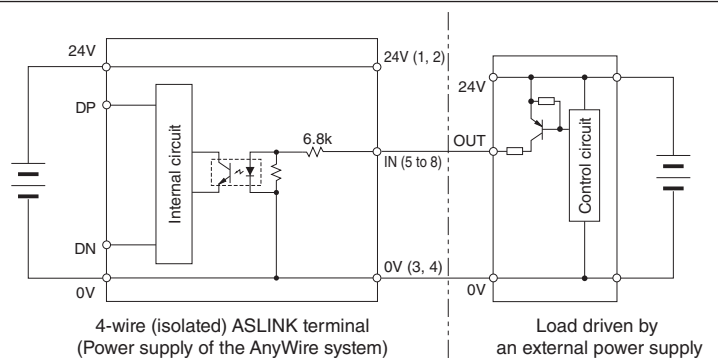 24V
24V (1, 2)
24V
DP
Internal circuit
6.8k
OUT
IN (5 to 8)
Control circuit
DN
0V (3, 4)
0V
0V
4-wire (isolated) ASLINK terminal
(Power supply of the AnyWire system)
Load driven by
an external power supply